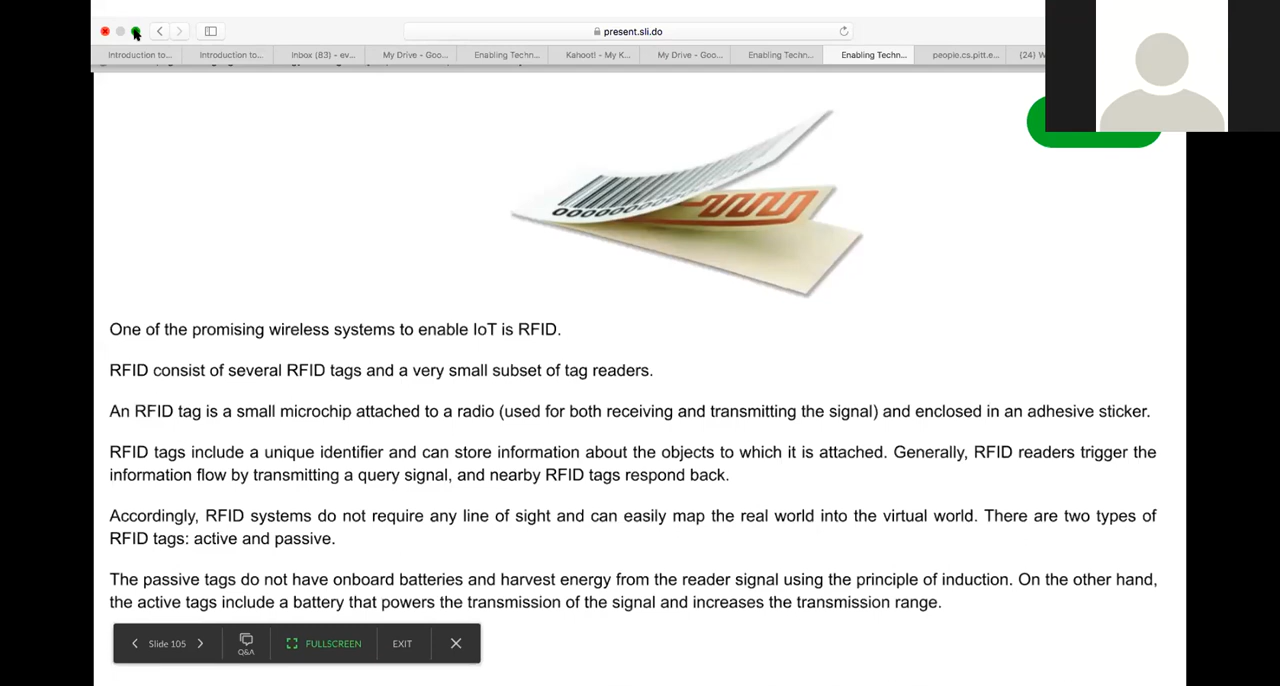 present.sli.do
Introduction to...
Introduction to...
Inbox (83) - ev...
My Drive - Goo...
Enabling Techn...
Kahoot! - My K...
My Drive - Goo...
Enabling Techn...
Enabling Techn...
people.cs.pitt.e...
(24) W
One of the promising wireless systems to enable IoT is RFID.
RFID consist of several RFID tags and a very small subset of tag readers.
An RFID tag is a small microchip attached to a radio (used for both receiving and transmitting the signal) and enclosed in an adhesive sticker.
RFID tags include a unique identifier and can store information about the objects to which it is attached. Generally, RFID readers trigger the
information flow by transmitting a query signal, and nearby RFID tags respond back.
Accordingly, RFID systems do not require any line of sight and can easily map the real world into the virtual world. There are two types of
RFID tags: active and passive.
The passive tags do not have onboard batteries and harvest energy from the reader signal using the principle of induction. On the other hand,
the active tags include a battery that powers the transmission of the signal and increases the transmission range.
Slide 105
Q&A
FULLSCREEN
EXIT